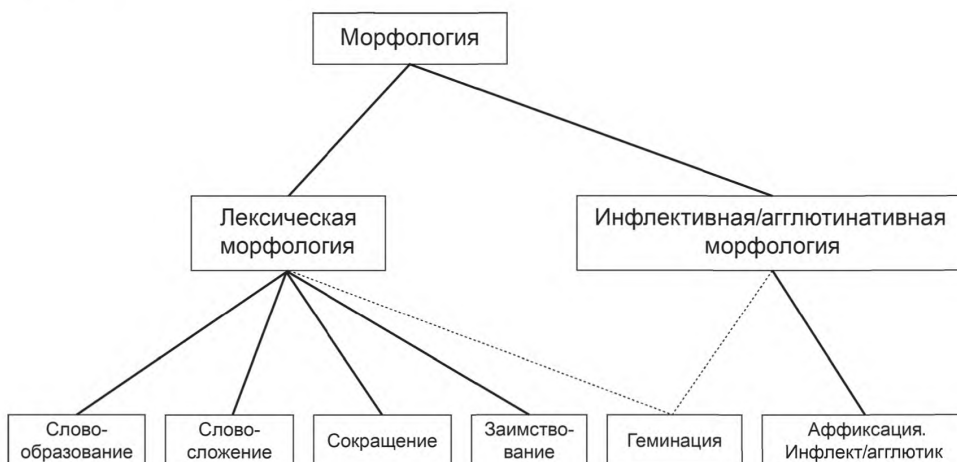 Морфология
Лексическая
морфология
Инфлективная/агглютинативная
морфология
Слово-
образование
Слово-
сложение
Сокращение
Заимство-
вание
Геминация
Аффиксация.
Инфлект/агглютик